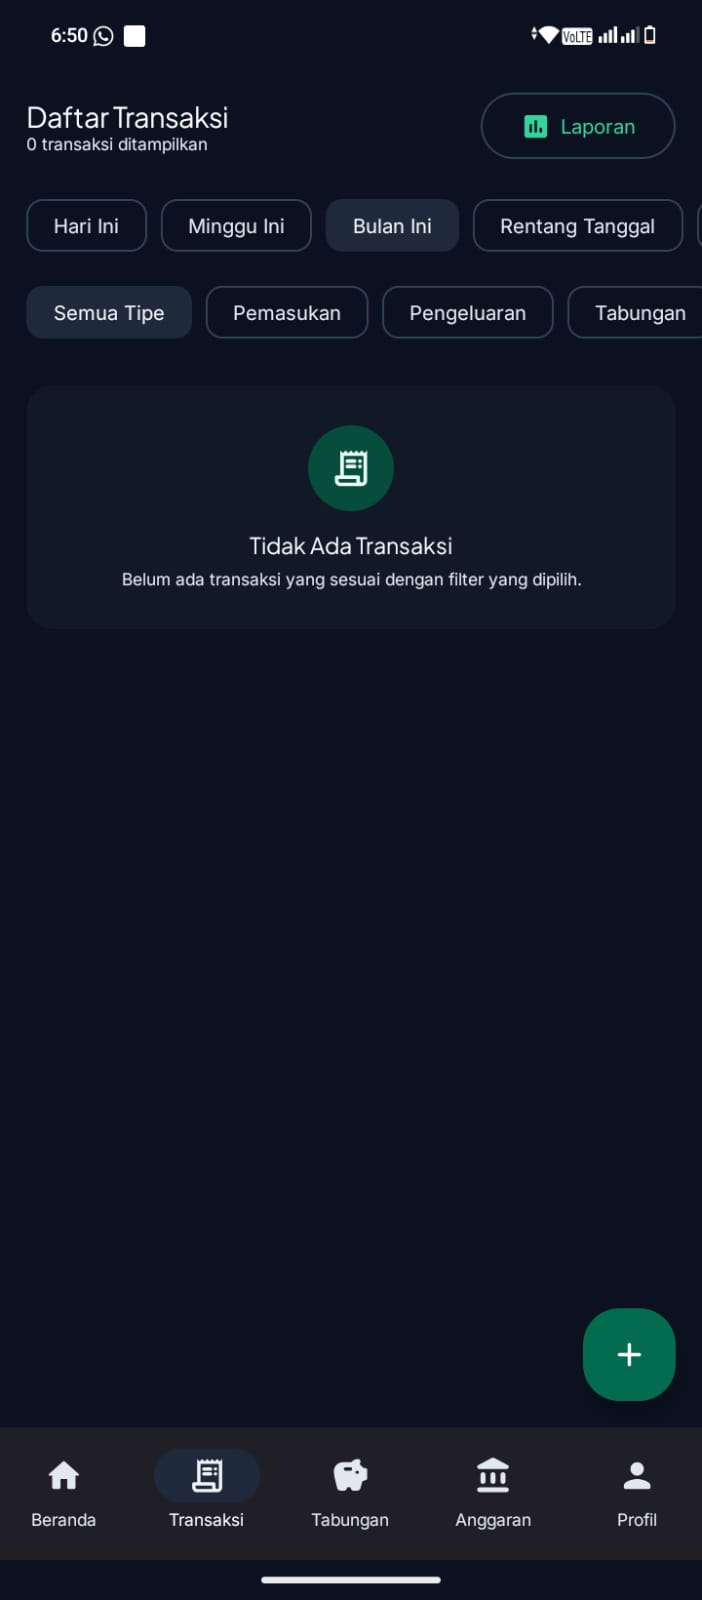 6:50
VoLTE
Daftar Transaksi
0 transaksi ditampilkan
Laporan
Hari Ini
Minggu Ini
Bulan Ini
Rentang Tanggal
Semua Tipe
Pemasukan
Pengeluaran
Tabungan
Tidak Ada Transaksi
Belum ada transaksi yang sesuai dengan filter yang dipilih.
Beranda
Transaksi
Tabungan
Anggaran
Profil